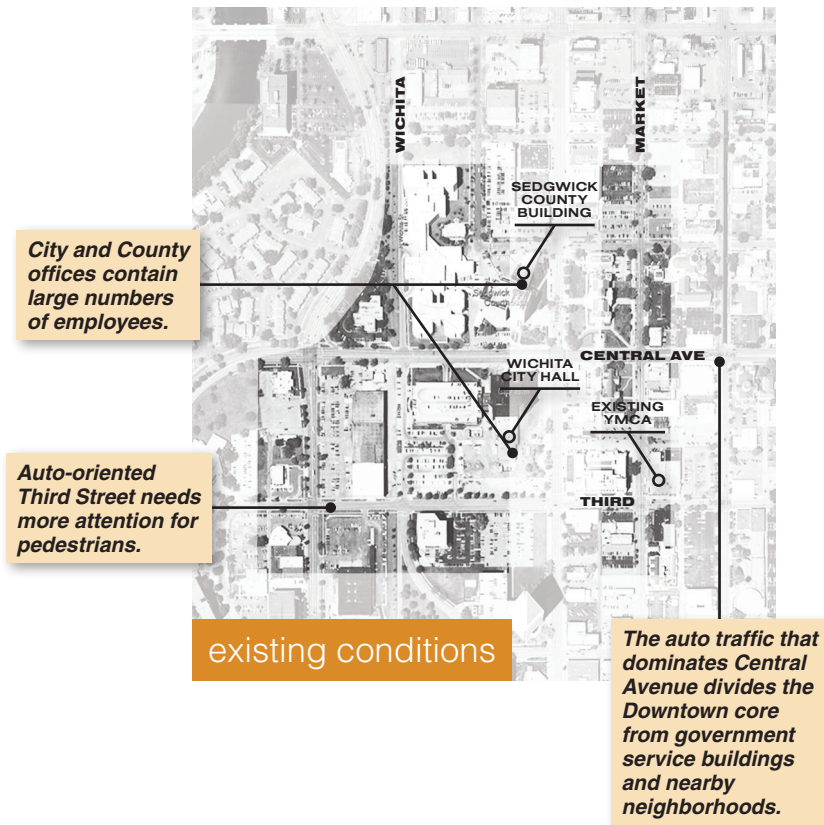 WICHITA
MARKET
SEDGWICK
COUNTY
BUILDING
City and County
offices contain
large numbers
of employees.
Sedgwick
CENTRAL AVE
WICHITA
CITY HALL
EXISTING
YMCA
Auto-oriented
Third Street needs
more attention for
pedestrians.
THIRD
existing conditions
The auto traffic that
dominates Central
Avenue divides the
Downtown core
from government
service buildings
and nearby
neighborhoods.